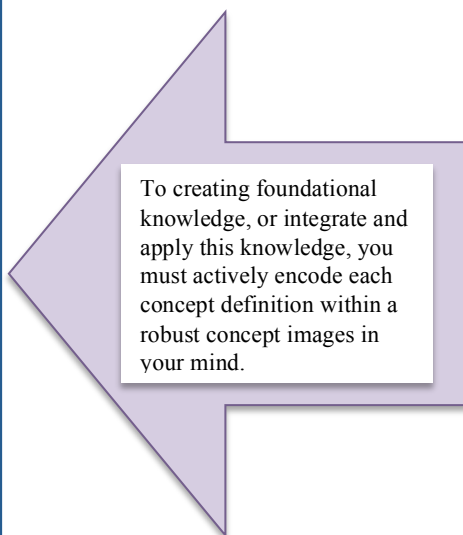 To creating foundational
knowledge, or integrate and
apply this knowledge, you
must actively encode each
concept definition within a
robust concept images in
your mind.